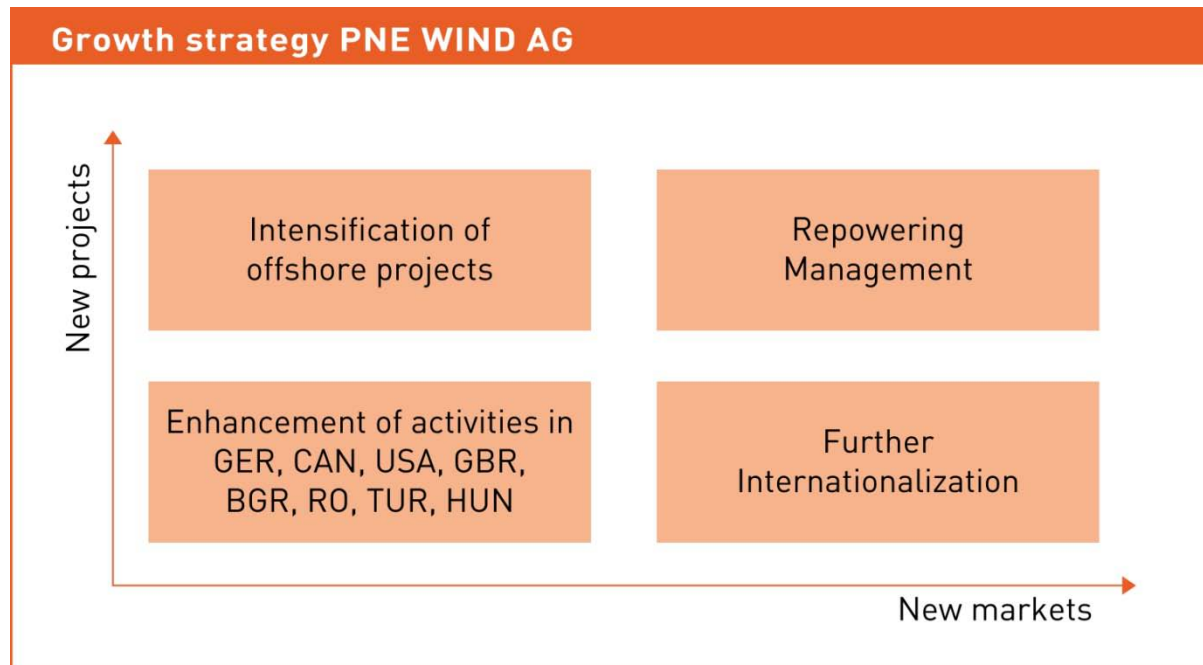 Growth strategy PNE WIND AG
New projects
Intensification of
offshore projects
Repowering
Management
Enhancement of activities in
GER, CAN, USA, GBR,
BGR, RO, TUR, HUN
Further
Internationalization
New markets